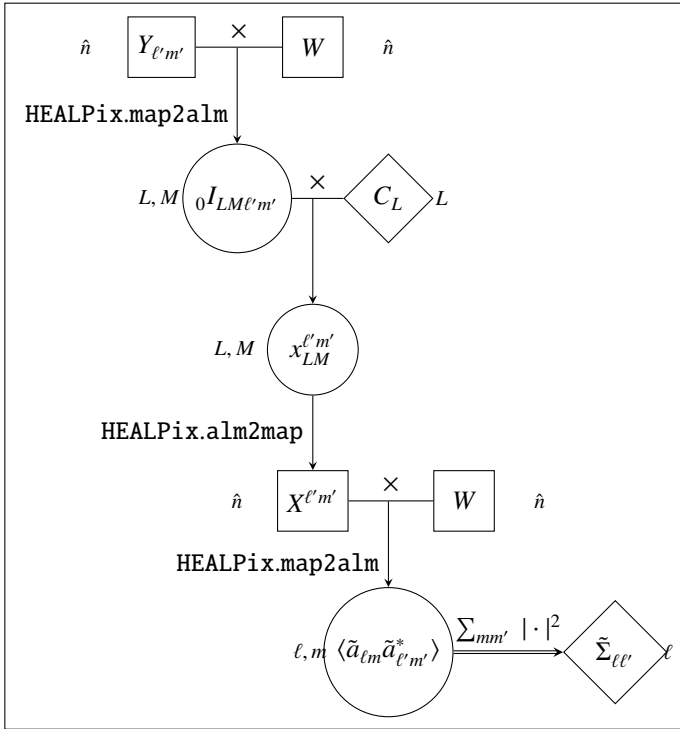 ×
n̂ Y_{ℓ′m′} W n̂
HEALPix.map2alm
×
L, M ₀I_{LMℓ′m′} C_L L
L, M x_{LM}^{ℓ′m′}
HEALPix.alm2map
×
n̂ X^{ℓ′m′} W n̂
HEALPix.map2alm
∑_{mm′} | · |²
ℓ, m ⟨ã_{ℓm} ã*_{ℓ′m′}⟩ Σ̃_{ℓℓ′} ℓ